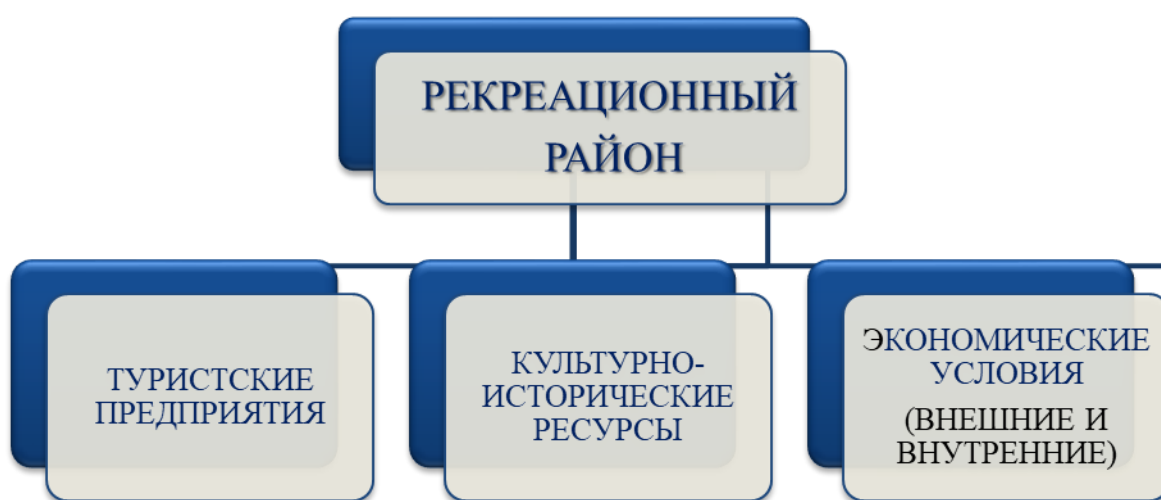 РЕКРЕАЦИОННЫЙ
РАЙОН
ТУРИСТСКИЕ
ПРЕДПРИЯТИЯ
КУЛЬТУРНО-
ИСТОРИЧЕСКИЕ
РЕСУРСЫ
ЭКОНОМИЧЕСКИЕ
УСЛОВИЯ
(ВНЕШНИЕ И
ВНУТРЕННИЕ)